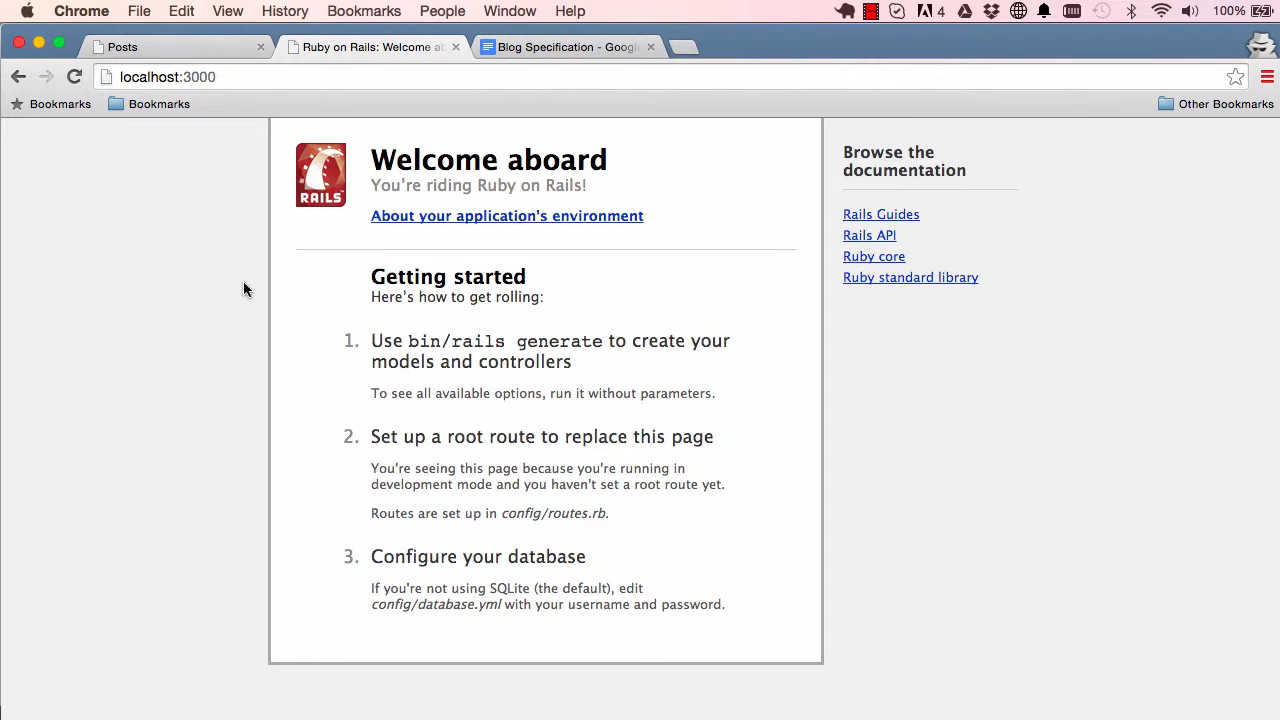 Chrome File Edit View History Bookmarks People Window Help 4 100%
Posts Ruby on Rails: Welcome ab Blog Specification - Google
localhost:3000
Bookmarks Bookmarks Other Bookmarks
RAILS
Welcome aboard
You're riding Ruby on Rails!
About your application's environment
Getting started
Here's how to get rolling:
1. Use bin/rails generate to create your
models and controllers
To see all available options, run it without parameters.
2. Set up a root route to replace this page
You're seeing this page because you're running in
development mode and you haven't set a root route yet.
Routes are set up in config/routes.rb.
3. Configure your database
If you're not using SQLite (the default), edit
config/database.yml with your username and password.
Browse the
documentation
Rails Guides
Rails API
Ruby core
Ruby standard library